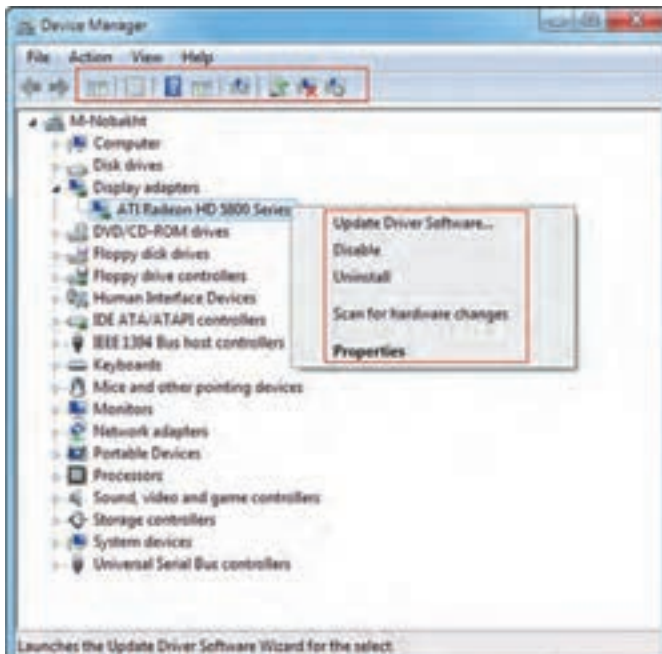 Device Manager
File Action View Help
M-Nobakht
Computer
Disk drives
Display adapters
ATI Radeon HD 5800 Series
DVD/CD-ROM drives
Floppy disk drives
Floppy drive controllers
Human Interface Devices
IDE ATA/ATAPI controllers
IEEE 1394 Bus host controllers
Keyboards
Mice and other pointing devices
Monitors
Network adapters
Portable Devices
Processors
Sound, video and game controllers
Storage controllers
System devices
Universal Serial Bus controllers
Update Driver Software...
Disable
Uninstall
Scan for hardware changes
Properties
Launches the Update Driver Software Wizard for the select